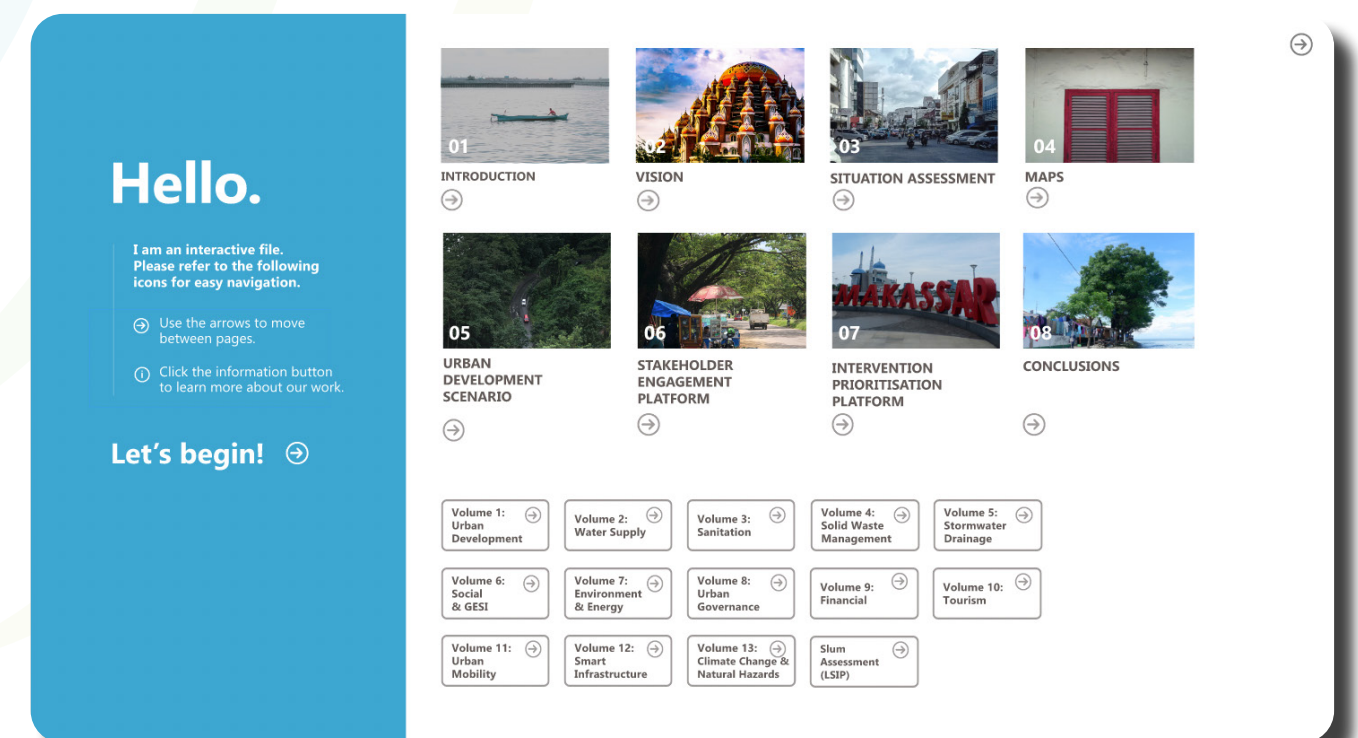 Hello.
I am an interactive file.
Please refer to the following
icons for easy navigation.
Use the arrows to move
between pages.
Click the information button
to learn more about our work.
Let's begin!
01
INTRODUCTION
02
VISION
03
SITUATION ASSESSMENT
04
MAPS
05
URBAN
DEVELOPMENT
SCENARIO
06
STAKEHOLDER
ENGAGEMENT
PLATFORM
MAKASSAR
07
INTERVENTION
PRIORITISATION
PLATFORM
08
CONCLUSIONS
Volume 1:
Urban
Development
Volume 2:
Water Supply
Volume 3:
Sanitation
Volume 4:
Solid Waste
Management
Volume 5:
Stormwater
Drainage
Volume 6:
Social
& GESI
Volume 7:
Environment
& Energy
Volume 8:
Urban
Governance
Volume 9:
Financial
Volume 10:
Tourism
Volume 11:
Urban
Mobility
Volume 12:
Smart
Infrastructure
Volume 13:
Climate Change &
Natural Hazards
Slum
Assessment
(LSIP)